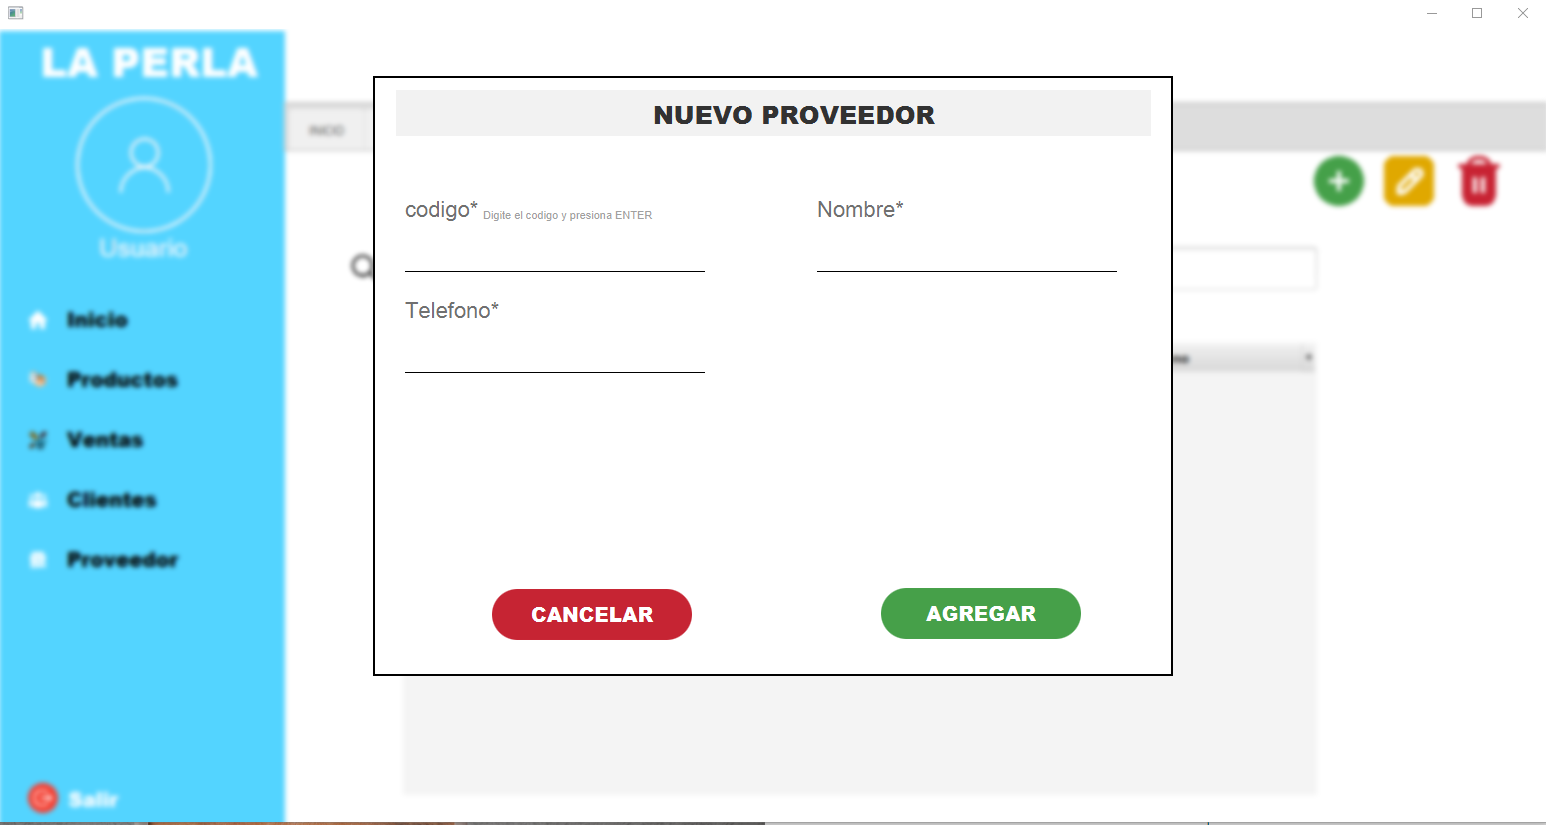 LA PERLA
Usuario
Inicio
Productos
Ventas
Clientes
Proveedor
Salir
INICIO
NUEVO PROVEEDOR
codigo* Digite el codigo y presiona ENTER
Nombre*
Telefono*
CANCELAR
AGREGAR